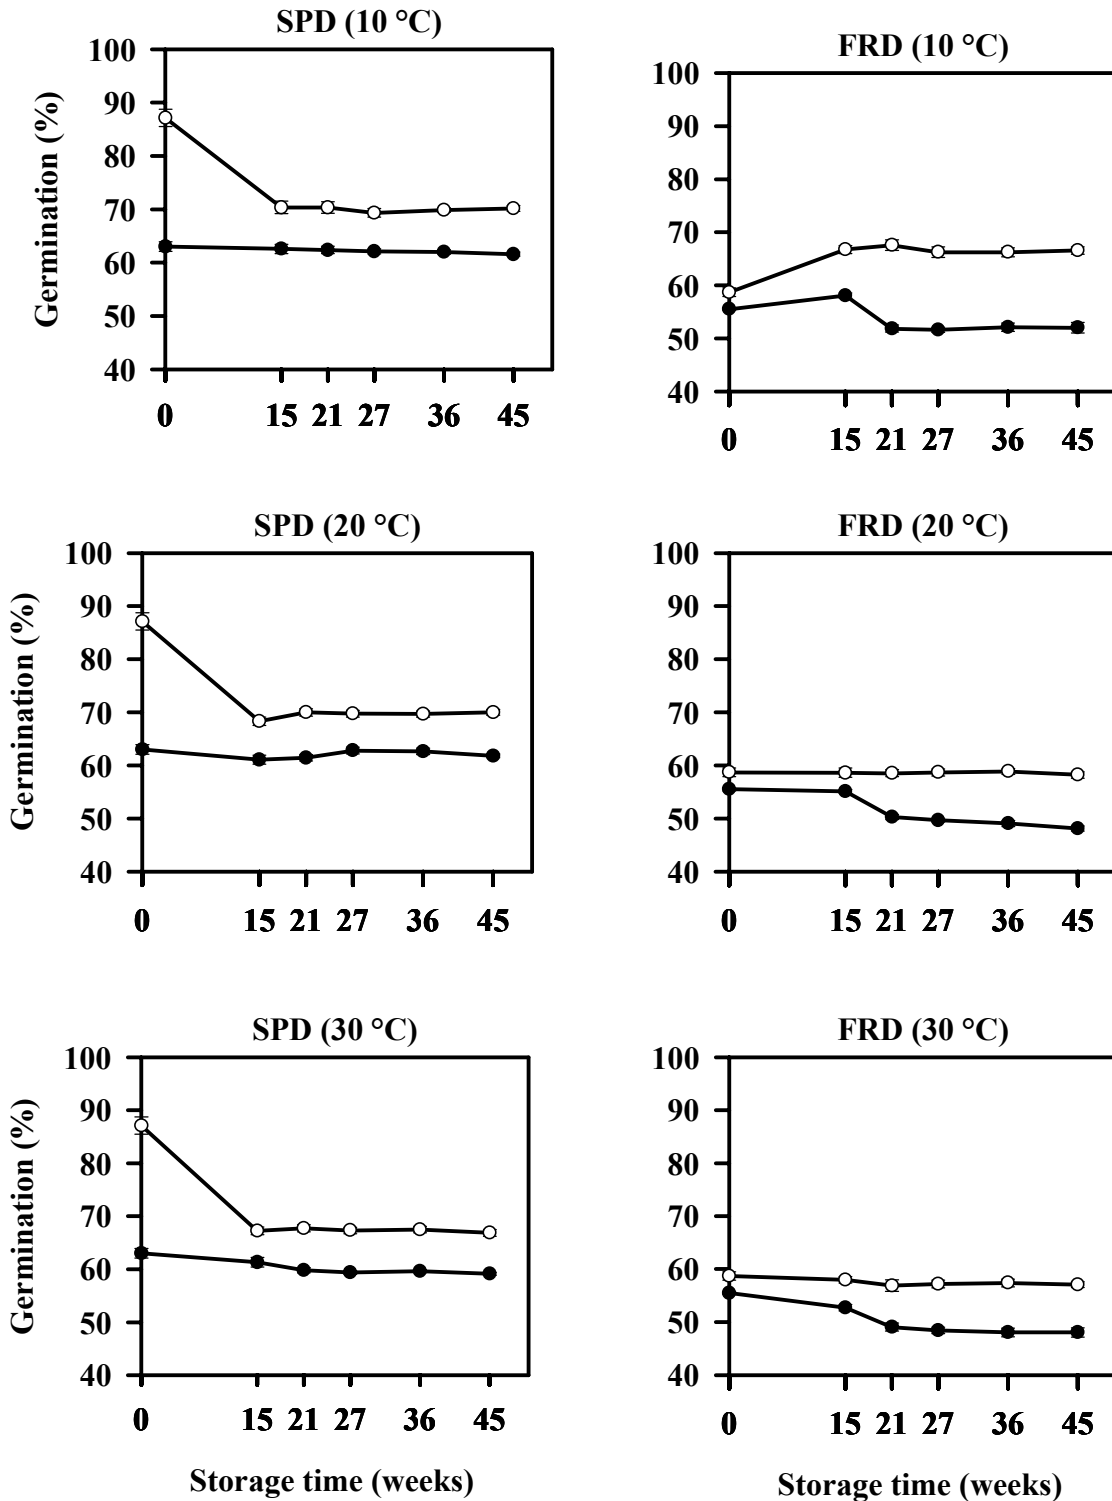 SPD (10 °C)
100
90
80
70
60
50
40
Germination (%)
0 15 21 27 36 45
FRD (10 °C)
100
90
80
70
60
50
40
0 15 21 27 36 45
SPD (20 °C)
100
90
80
70
60
50
40
Germination (%)
0 15 21 27 36 45
FRD (20 °C)
100
90
80
70
60
50
40
0 15 21 27 36 45
SPD (30 °C)
100
90
80
70
60
50
40
Germination (%)
0 15 21 27 36 45
Storage time (weeks)
FRD (30 °C)
100
90
80
70
60
50
40
0 15 21 27 36 45
Storage time (weeks)